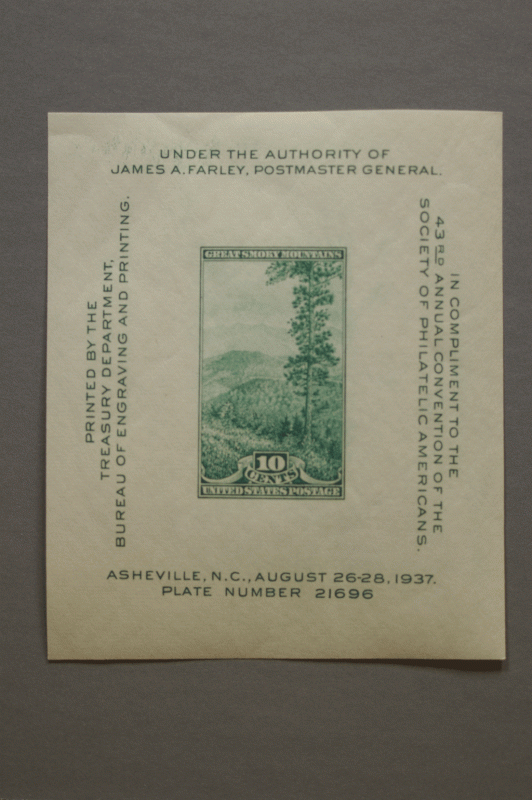 UNDER THE AUTHORITY OF
JAMES A. FARLEY, POSTMASTER GENERAL.
PRINTED BY THE
TREASURY DEPARTMENT,
BUREAU OF ENGRAVING AND PRINTING.
GREAT SMOKY MOUNTAINS
10
CENTS
UNITED STATES POSTAGE
IN COMPLIMENT TO THE
43RD ANNUAL CONVENTION OF THE
SOCIETY OF PHILATELIC AMERICANS.
ASHEVILLE, N.C., AUGUST 26-28, 1937.
PLATE NUMBER 21696